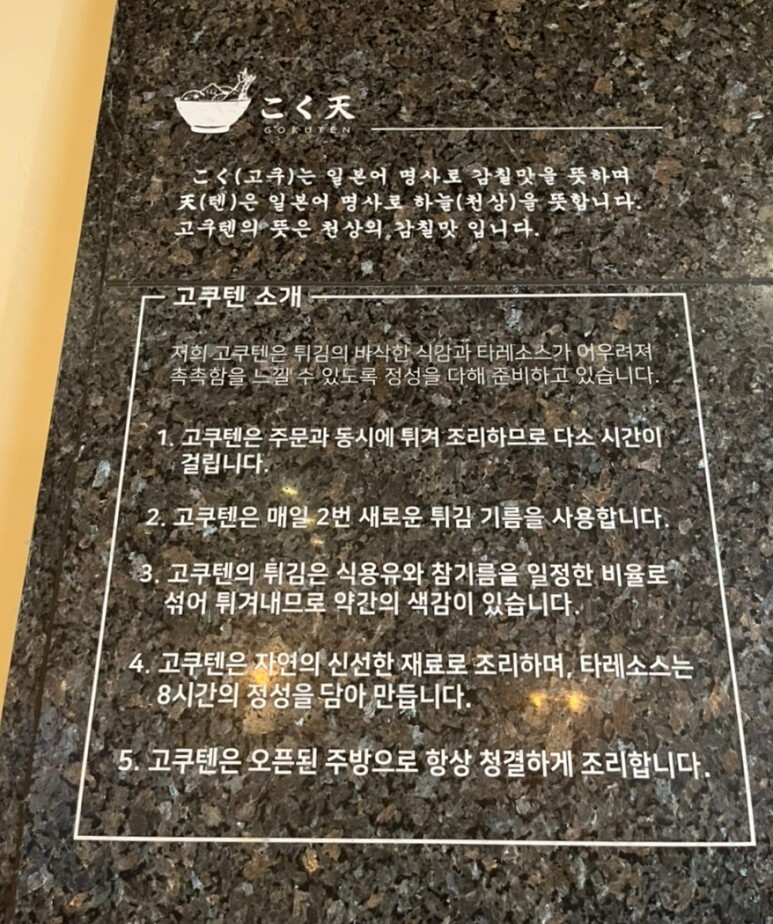 こく天
GOKUTEN
こく(고쿠)는 일본어 명사로 감칠맛을 뜻하며
天(텐)은 일본어 명사로 하늘(천상)을 뜻합니다.
고쿠텐의 뜻은 천상의 감칠맛 입니다.
고쿠텐 소개
저희 고쿠텐은 튀김의 바삭한 식감과 타레소스가 어우러져
촉촉함을 느낄 수 있도록 정성을 다해 준비하고 있습니다.
1. 고쿠텐은 주문과 동시에 튀겨 조리하므로 다소 시간이
걸립니다.
2. 고쿠텐은 매일 2번 새로운 튀김 기름을 사용합니다.
3. 고쿠텐의 튀김은 식용유와 참기름을 일정한 비율로
섞어 튀겨내므로 약간의 색감이 있습니다.
4. 고쿠텐은 자연의 신선한 재료로 조리하며, 타레소스는
8시간의 정성을 담아 만듭니다.
5. 고쿠텐은 오픈된 주방으로 항상 청결하게 조리합니다.